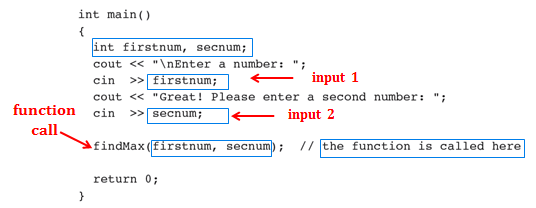 int main()
{
int firstnum, secnum;
cout << "\nEnter a number: ";
cin >> firstnum; input 1
cout << "Great! Please enter a second number: ";
cin >> secnum; input 2
function
call
findMax(firstnum, secnum); // the function is called here
return 0;
}